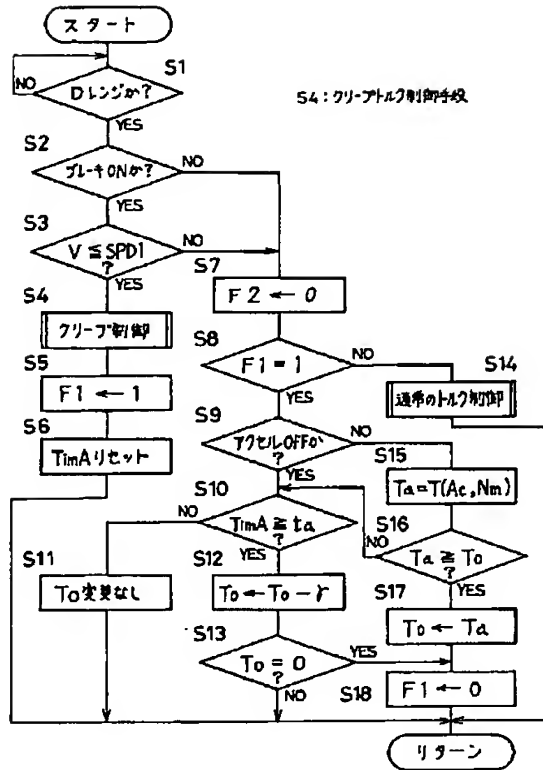 スタート
S1
Dレンジか?
NO
YES
S4:クリープトルク制御手段
S2
ブレーキONか?
NO
YES
S3
V ≦ SPD1
?
NO
YES
S4
クリープ制御
S5
F1 ← 1
S6
TimAリセット
S7
F2 ← 0
S8
F1 = 1
NO
YES
S14
通常のトルク制御
S9
アクセルOFFか
?
NO
YES
S15
Ta=T(Ac,Nm)
S10
TimA ≧ ta
?
NO
YES
S16
Ta ≧ To
?
NO
YES
S11
To変更なし
S12
To ← To - γ
S17
To ← Ta
S13
To = 0
?
YES
NO
S18
F1 ← 0
リターン